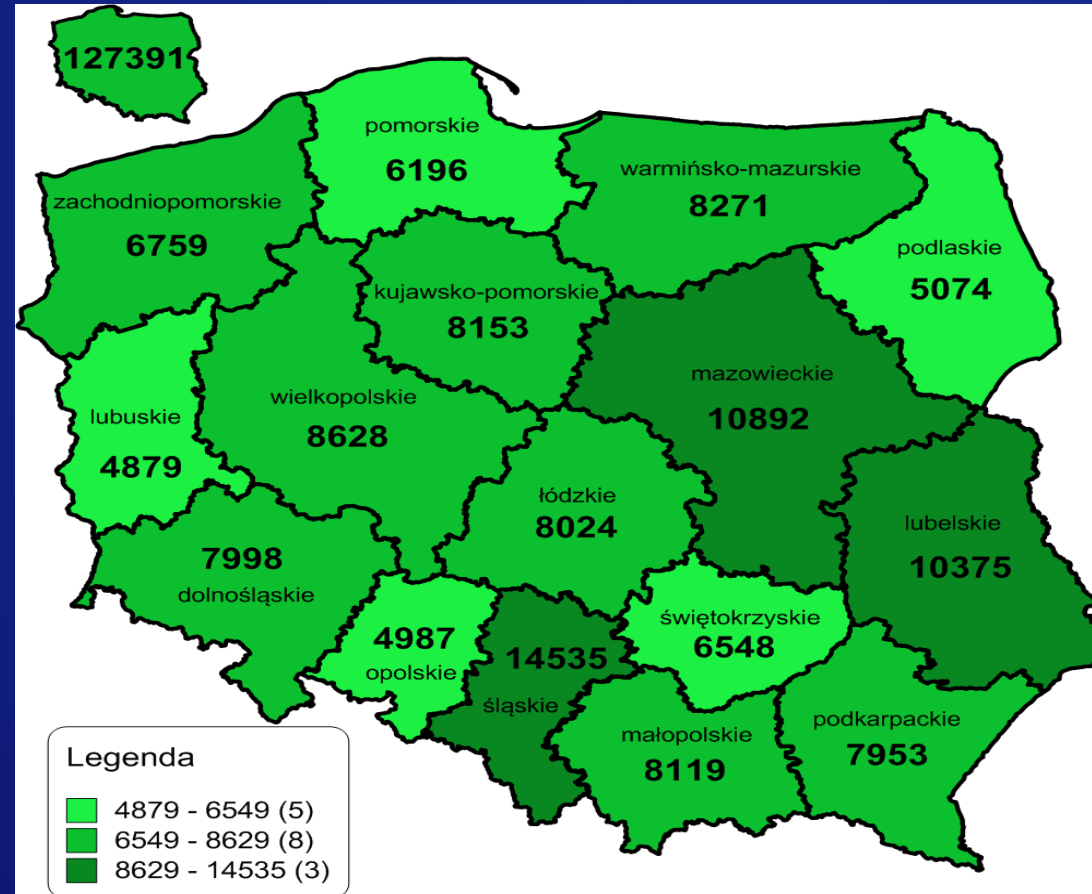 127391
pomorskie
6196
warmińsko-mazurskie
8271
zachodniopomorskie
6759
podlaskie
5074
kujawsko-pomorskie
8153
mazowieckie
10892
wielkopolskie
8628
lubuskie
4879
łódzkie
8024
lubelskie
10375
7998
dolnośląskie
4987
opolskie
14535
śląskie
świętokrzyskie
6548
małopolskie
8119
podkarpackie
7953
Legenda
4879 - 6549 (5)
6549 - 8629 (8)
8629 - 14535 (3)